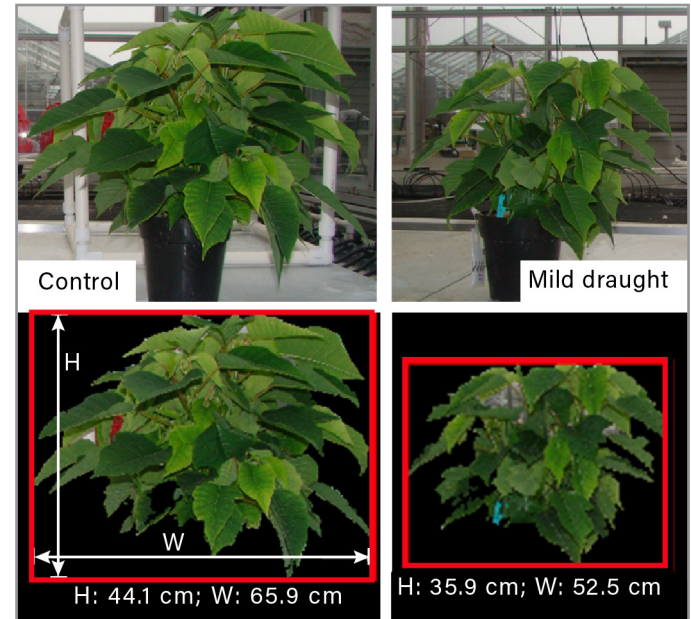 Control
Mild draught
H
W
H: 44.1 cm; W: 65.9 cm
H: 35.9 cm; W: 52.5 cm